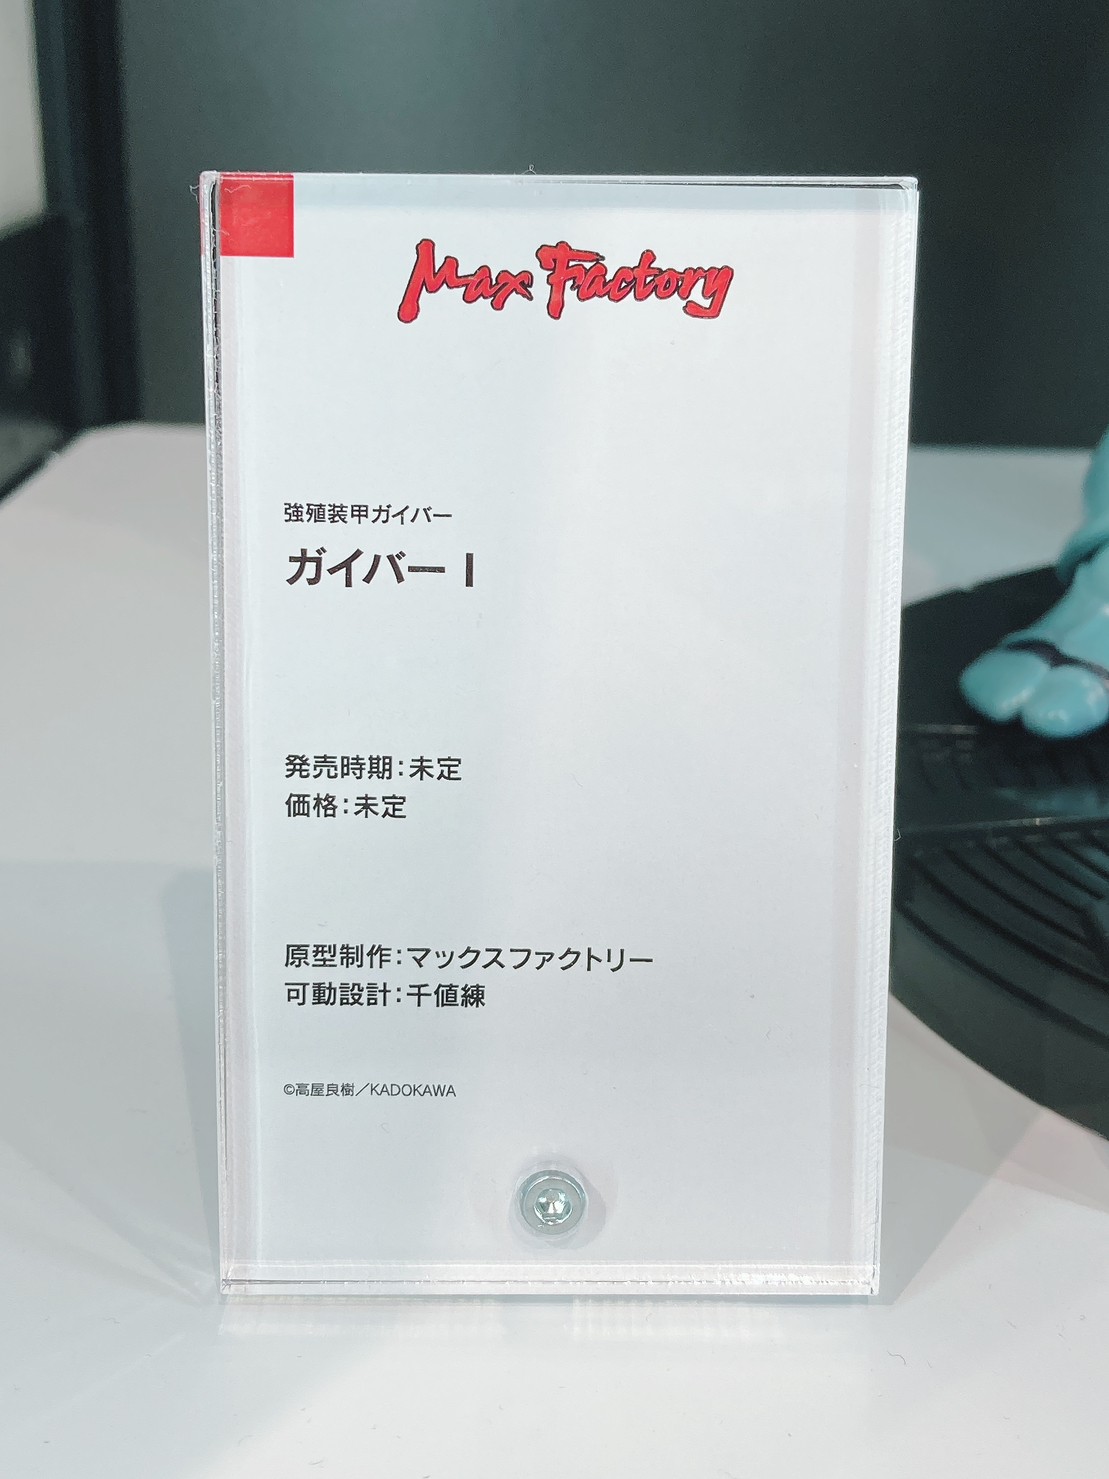 Max Factory
強殖装甲ガイバー
ガイバー I
発売時期：未定
価格：未定
原型制作：マックスファクトリー
可動設計：千値練
©高屋良樹／KADOKAWA